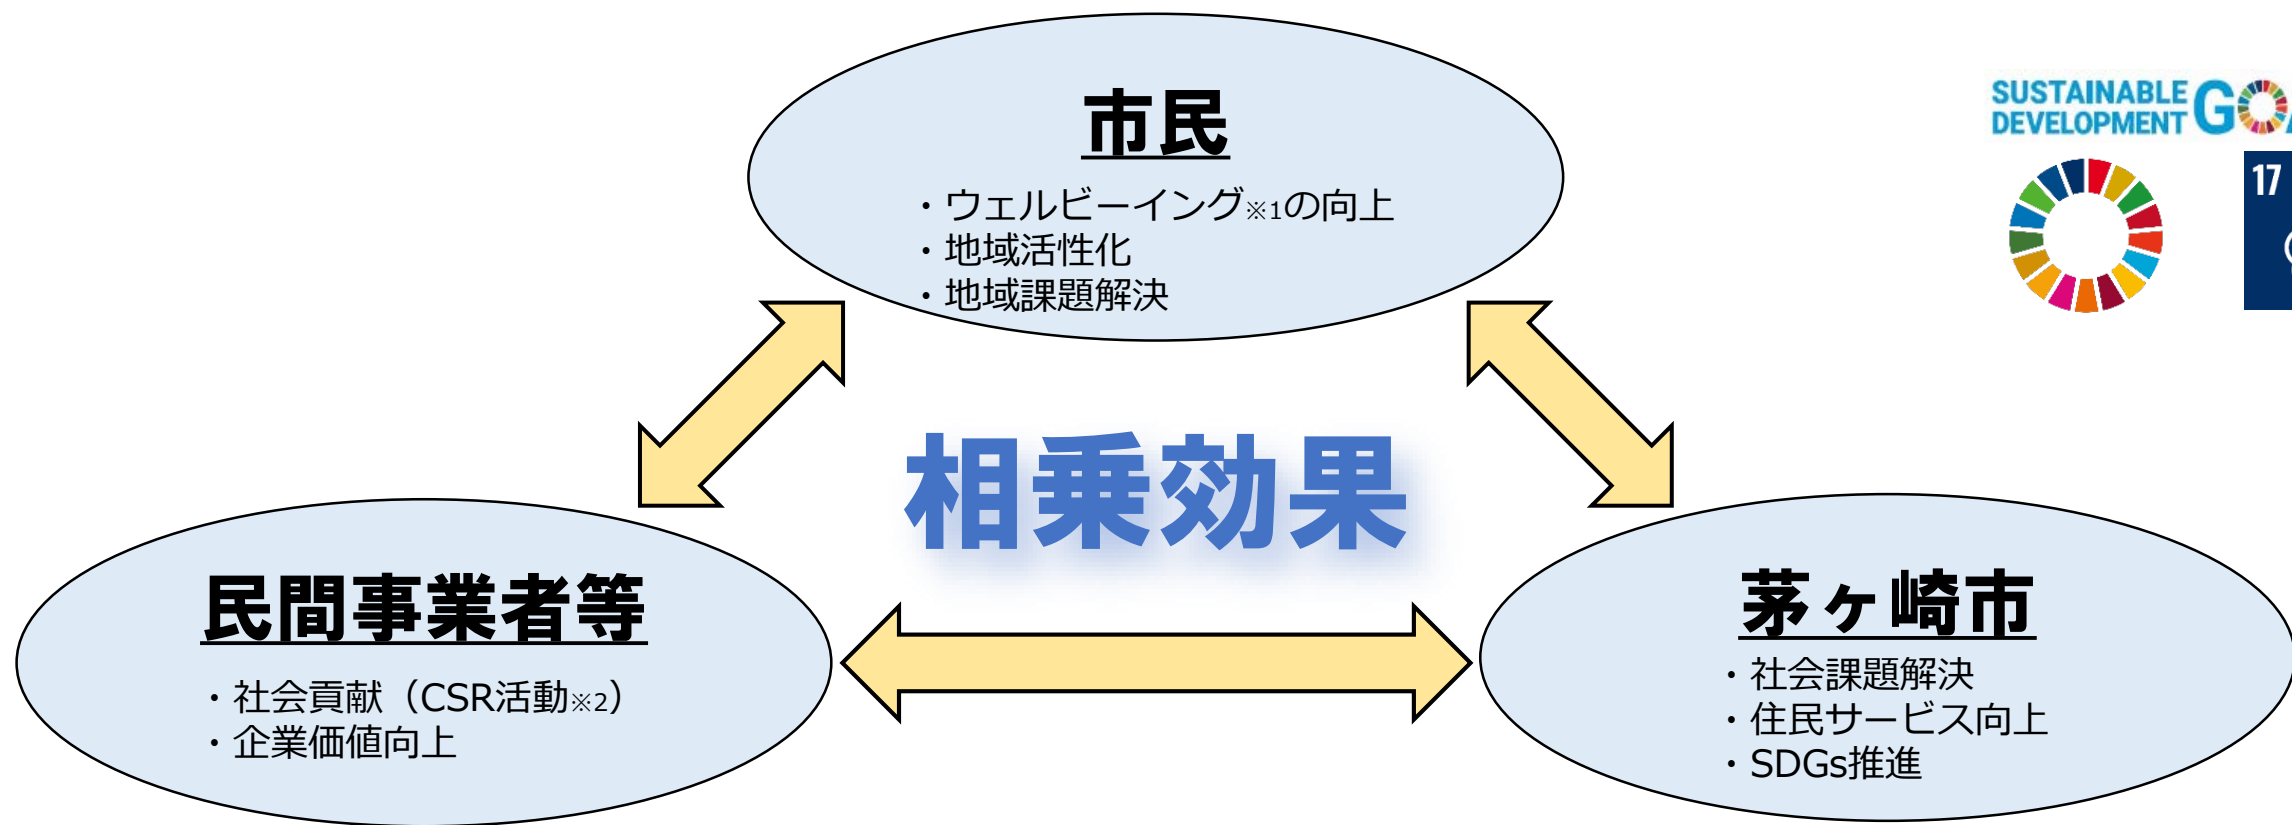 市民
・ウェルビーイング※1の向上
・地域活性化
・地域課題解決
SUSTAINABLE
DEVELOPMENT
17
相乗効果
民間事業者等
・社会貢献（CSR活動※2）
・企業価値向上
茅ヶ崎市
・社会課題解決
・住民サービス向上
・SDGs推進